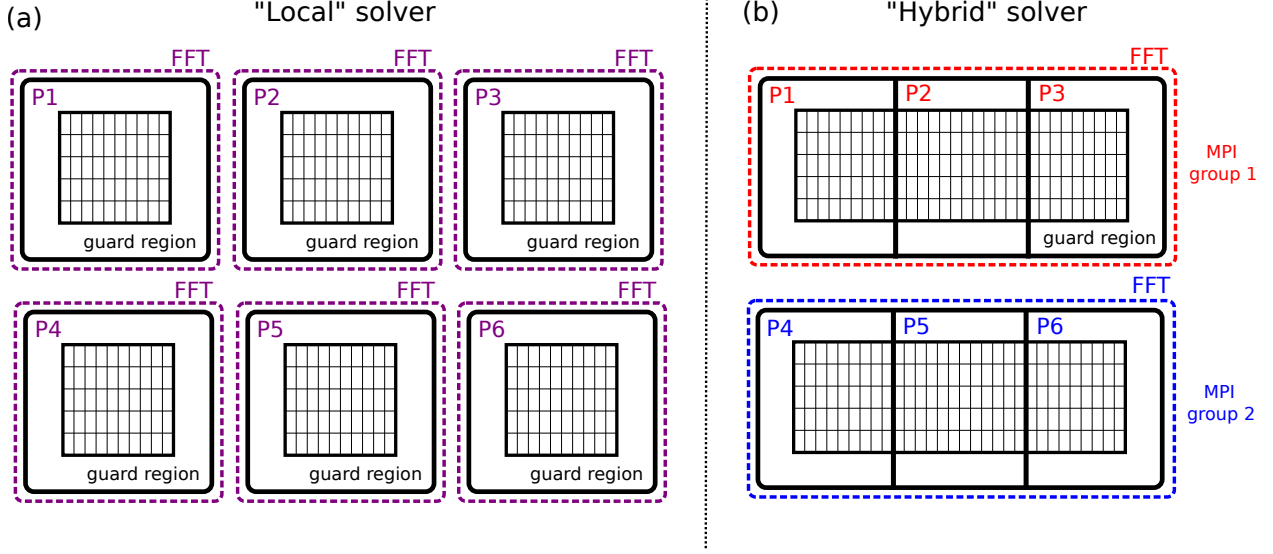 (a)
"Local" solver
FFT
FFT
FFT
P1
P2
P3
guard region
guard region
guard region
FFT
FFT
FFT
P4
P5
P6
guard region
guard region
guard region
(b)
"Hybrid" solver
FFT
P1
P2
P3
MPI
group 1
guard region
FFT
P4
P5
P6
MPI
group 2